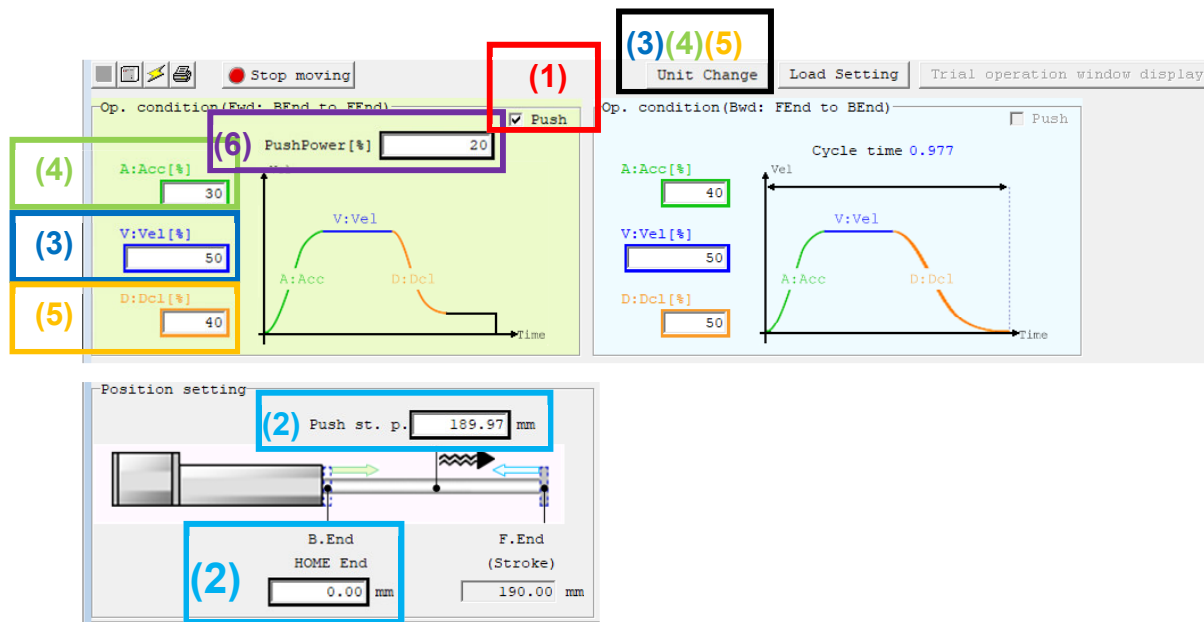 (3)(4)(5)
Stop moving
(1)
Unit Change
Load Setting
Trial operation window display
Op. condition(Fwd: BEnd to FEnd)
Push
(6)
PushPower[%]
20
(4)
A:Acc[%]
30
Vel
(3)
V:Vel[%]
50
V:Vel
A:Acc
D:Dcl
(5)
D:Dcl[%]
40
Time
Op. condition(Bwd: FEnd to BEnd)
Push
Cycle time 0.977
A:Acc[%]
40
Vel
V:Vel[%]
50
V:Vel
A:Acc
D:Dcl
D:Dcl[%]
50
Time
Position setting
(2)
Push st. p.
189.97 mm
B.End
HOME End
(2)
0.00 mm
F.End
(Stroke)
190.00 mm